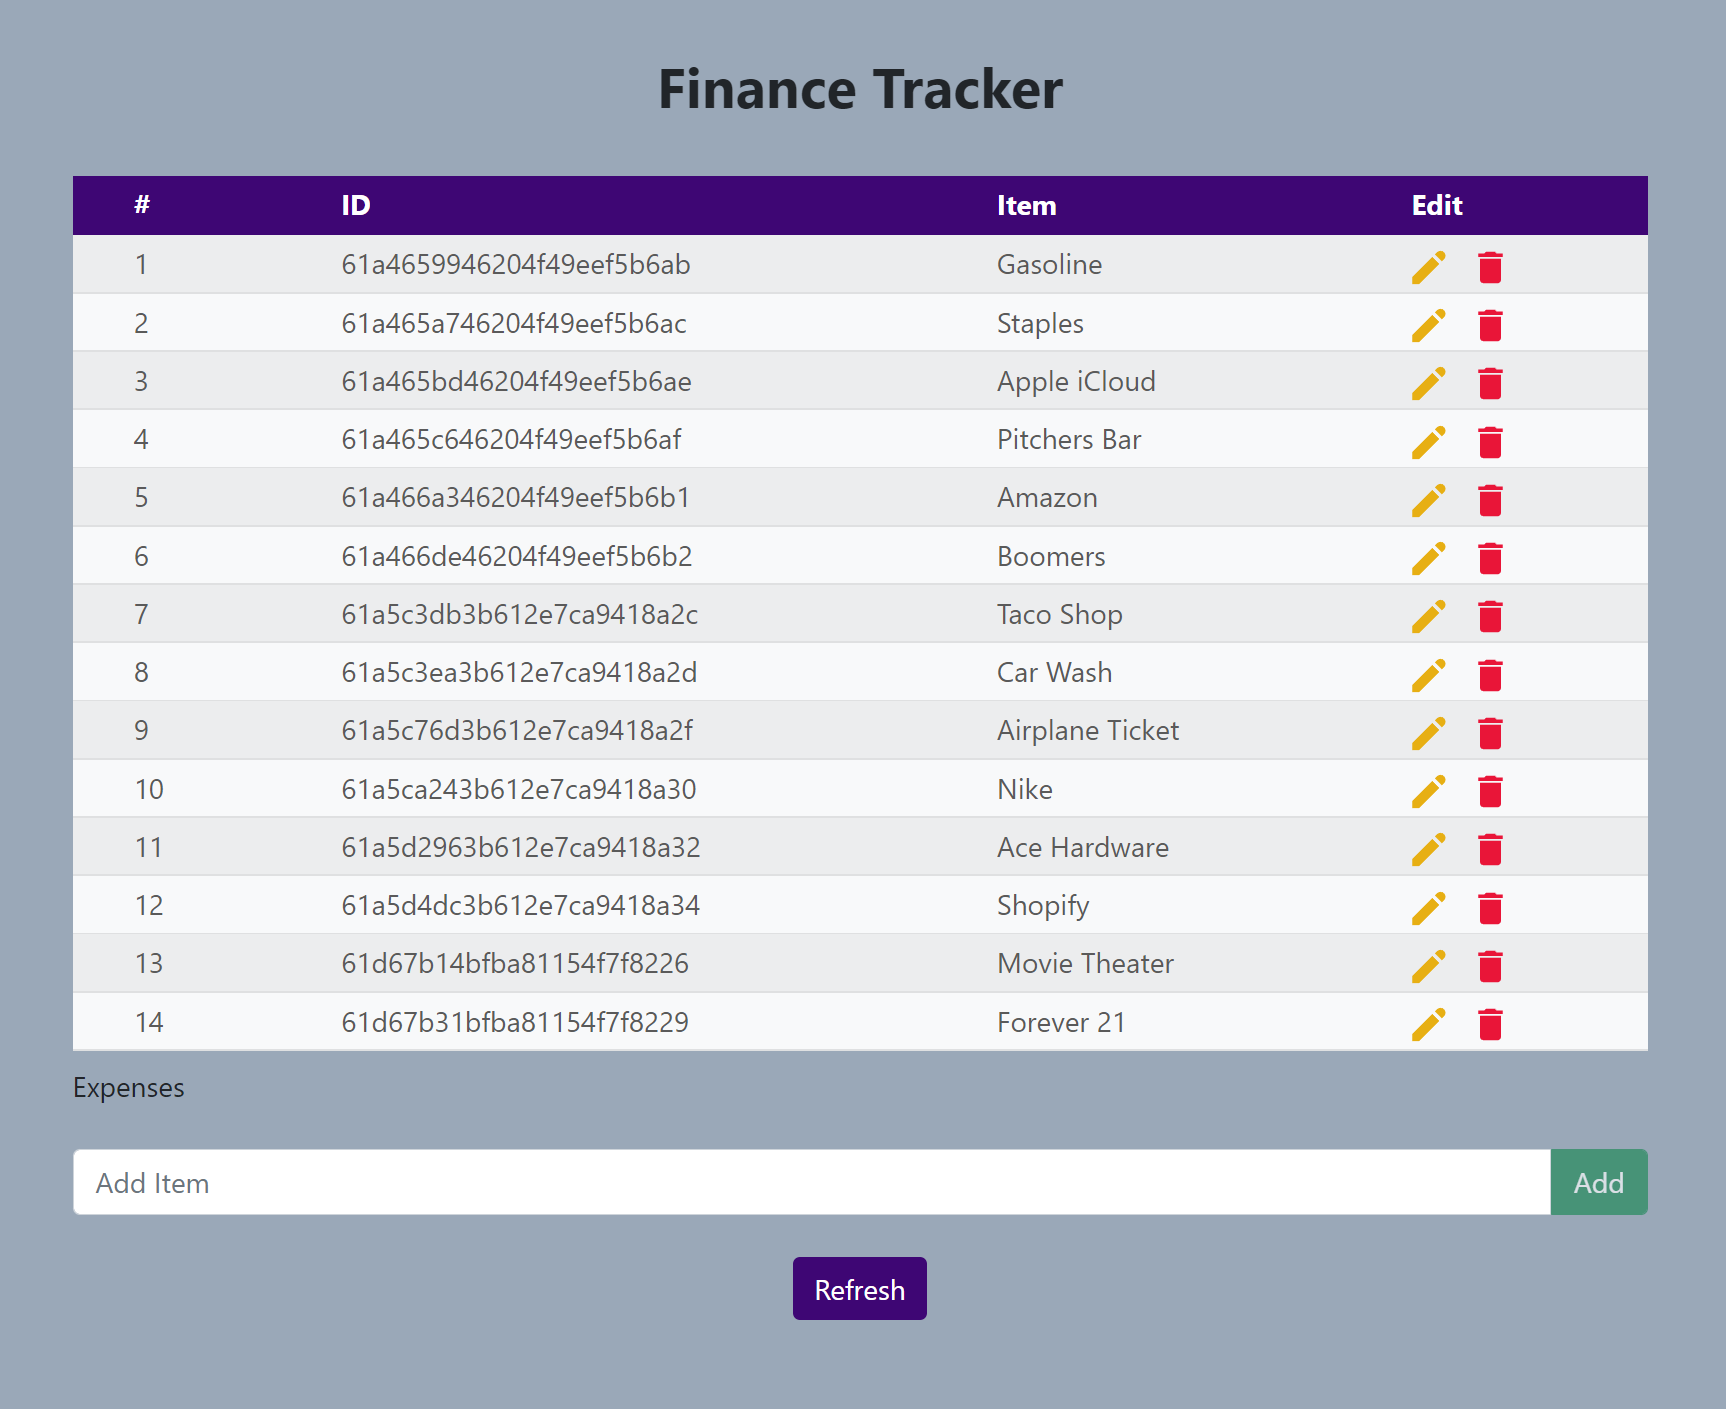 Finance Tracker
# ID Item Edit
1 61a4659946204f49eef5b6ab Gasoline
2 61a465a746204f49eef5b6ac Staples
3 61a465bd46204f49eef5b6ae Apple iCloud
4 61a465c646204f49eef5b6af Pitchers Bar
5 61a466a346204f49eef5b6b1 Amazon
6 61a466de46204f49eef5b6b2 Boomers
7 61a5c3db3b612e7ca9418a2c Taco Shop
8 61a5c3ea3b612e7ca9418a2d Car Wash
9 61a5c76d3b612e7ca9418a2f Airplane Ticket
10 61a5ca243b612e7ca9418a30 Nike
11 61a5d2963b612e7ca9418a32 Ace Hardware
12 61a5d4dc3b612e7ca9418a34 Shopify
13 61d67b14bfba81154f7f8226 Movie Theater
14 61d67b31bfba81154f7f8229 Forever 21
Expenses
Add Item Add
Refresh